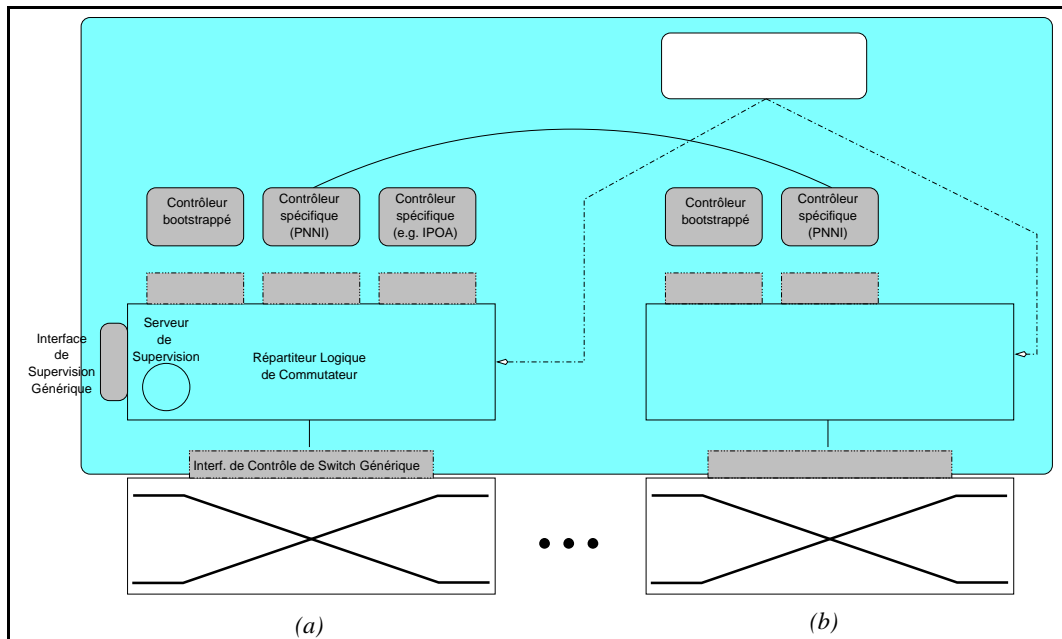 Contrôleur
bootstrappé
Contrôleur
spécifique
(PNNI)
Contrôleur
spécifique
(e.g. IPOA)
Contrôleur
bootstrappé
Contrôleur
spécifique
(PNNI)
Interface
de
Supervision
Générique
Serveur
de
Supervision
Répartiteur Logique
de Commutateur
Interf. de Contrôle de Switch Générique
(a)
(b)